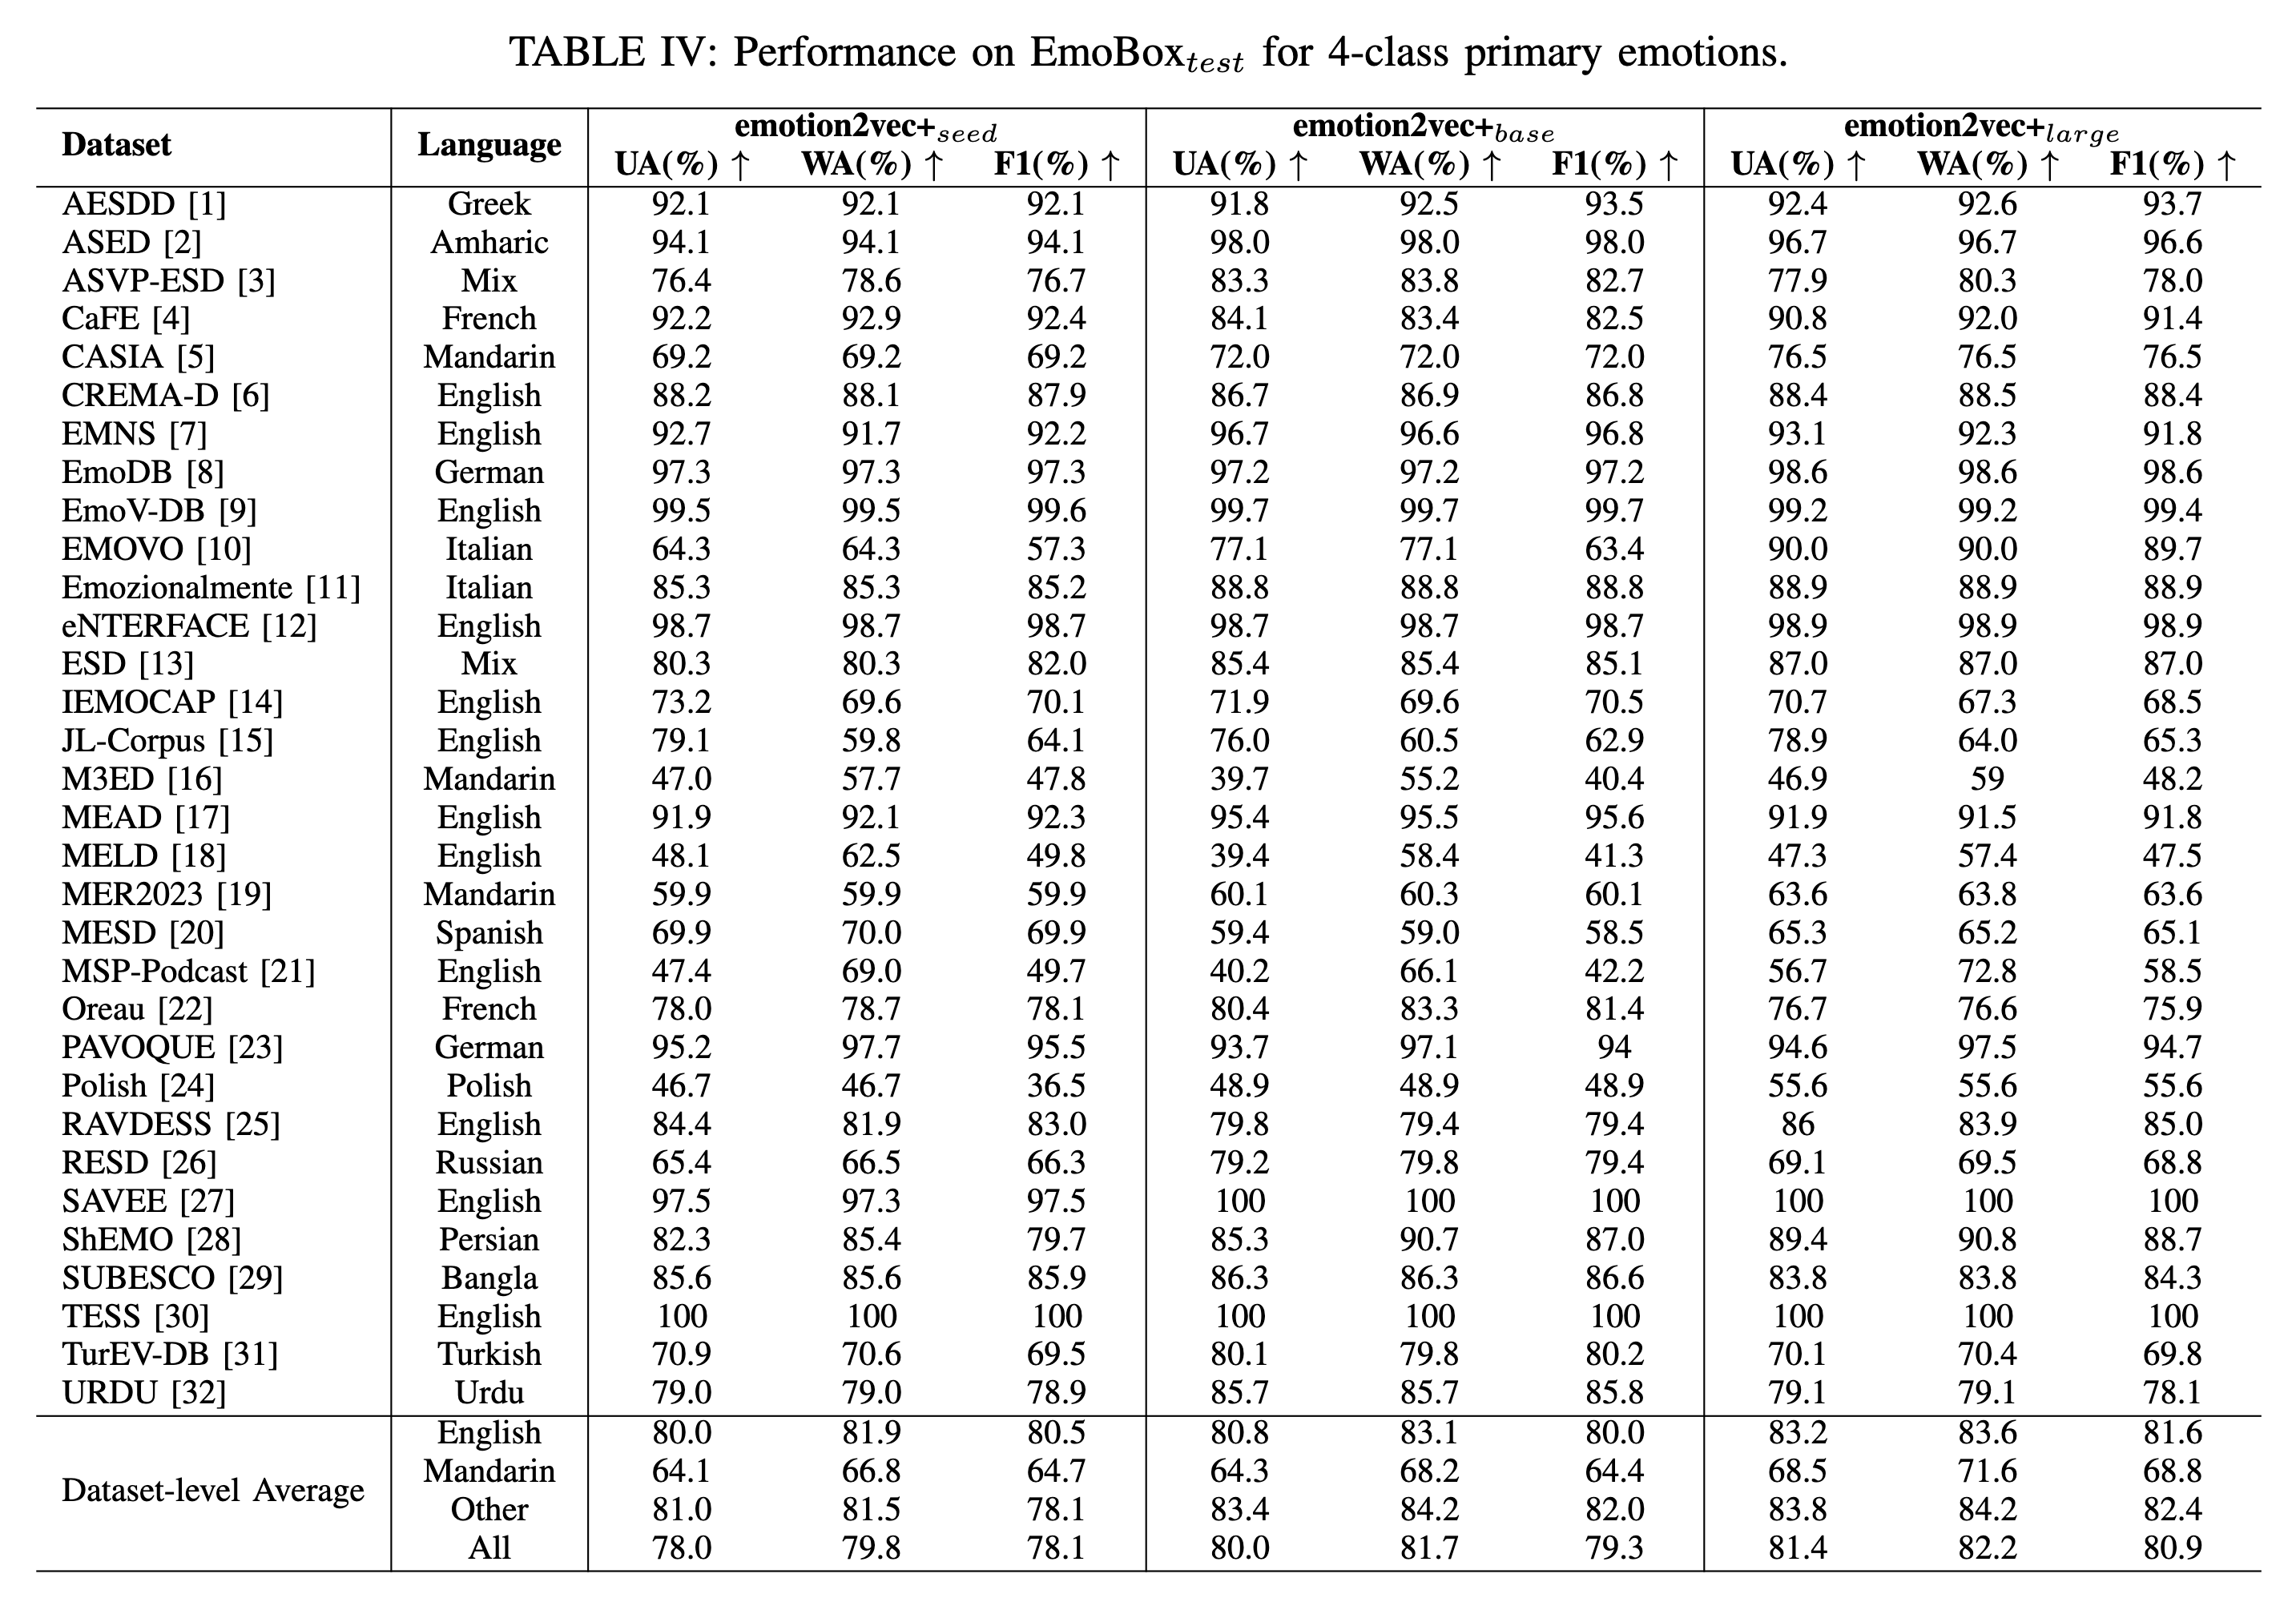 TABLE IV: Performance on EmoBox_test for 4-class primary emotions.
Dataset Language emotion2vec+_seed emotion2vec+_base emotion2vec+_large
UA(%) ↑ WA(%) ↑ F1(%) ↑ UA(%) ↑ WA(%) ↑ F1(%) ↑ UA(%) ↑ WA(%) ↑ F1(%) ↑
AESDD [1] Greek 92.1 92.1 92.1 91.8 92.5 93.5 92.4 92.6 93.7
ASED [2] Amharic 94.1 94.1 94.1 98.0 98.0 98.0 96.7 96.7 96.6
ASVP-ESD [3] Mix 76.4 78.6 76.7 83.3 83.8 82.7 77.9 80.3 78.0
CaFE [4] French 92.2 92.9 92.4 84.1 83.4 82.5 90.8 92.0 91.4
CASIA [5] Mandarin 69.2 69.2 69.2 72.0 72.0 72.0 76.5 76.5 76.5
CREMA-D [6] English 88.2 88.1 87.9 86.7 86.9 86.8 88.4 88.5 88.4
EMNS [7] English 92.7 91.7 92.2 96.7 96.6 96.8 93.1 92.3 91.8
EmoDB [8] German 97.3 97.3 97.3 97.2 97.2 97.2 98.6 98.6 98.6
EmoV-DB [9] English 99.5 99.5 99.6 99.7 99.7 99.7 99.2 99.2 99.4
EMOVO [10] Italian 64.3 64.3 57.3 77.1 77.1 63.4 90.0 90.0 89.7
Emozionalmente [11] Italian 85.3 85.3 85.2 88.8 88.8 88.8 88.9 88.9 88.9
eNTERFACE [12] English 98.7 98.7 98.7 98.7 98.7 98.7 98.9 98.9 98.9
ESD [13] Mix 80.3 80.3 82.0 85.4 85.4 85.1 87.0 87.0 87.0
IEMOCAP [14] English 73.2 69.6 70.1 71.9 69.6 70.5 70.7 67.3 68.5
JL-Corpus [15] English 79.1 59.8 64.1 76.0 60.5 62.9 78.9 64.0 65.3
M3ED [16] Mandarin 47.0 57.7 47.8 39.7 55.2 40.4 46.9 59 48.2
MEAD [17] English 91.9 92.1 92.3 95.4 95.5 95.6 91.9 91.5 91.8
MELD [18] English 48.1 62.5 49.8 39.4 58.4 41.3 47.3 57.4 47.5
MER2023 [19] Mandarin 59.9 59.9 59.9 60.1 60.3 60.1 63.6 63.8 63.6
MESD [20] Spanish 69.9 70.0 69.9 59.4 59.0 58.5 65.3 65.2 65.1
MSP-Podcast [21] English 47.4 69.0 49.7 40.2 66.1 42.2 56.7 72.8 58.5
Oreau [22] French 78.0 78.7 78.1 80.4 83.3 81.4 76.7 76.6 75.9
PAVOQUE [23] German 95.2 97.7 95.5 93.7 97.1 94 94.6 97.5 94.7
Polish [24] Polish 46.7 46.7 36.5 48.9 48.9 48.9 55.6 55.6 55.6
RAVDESS [25] English 84.4 81.9 83.0 79.8 79.4 79.4 86 83.9 85.0
RESD [26] Russian 65.4 66.5 66.3 79.2 79.8 79.4 69.1 69.5 68.8
SAVEE [27] English 97.5 97.3 97.5 100 100 100 100 100 100
ShEMO [28] Persian 82.3 85.4 79.7 85.3 90.7 87.0 89.4 90.8 88.7
SUBESCO [29] Bangla 85.6 85.6 85.9 86.3 86.3 86.6 83.8 83.8 84.3
TESS [30] English 100 100 100 100 100 100 100 100 100
TurEV-DB [31] Turkish 70.9 70.6 69.5 80.1 79.8 80.2 70.1 70.4 69.8
URDU [32] Urdu 79.0 79.0 78.9 85.7 85.7 85.8 79.1 79.1 78.1
Dataset-level Average
English 80.0 81.9 80.5 80.8 83.1 80.0 83.2 83.6 81.6
Mandarin 64.1 66.8 64.7 64.3 68.2 64.4 68.5 71.6 68.8
Other 81.0 81.5 78.1 83.4 84.2 82.0 83.8 84.2 82.4
All 78.0 79.8 78.1 80.0 81.7 79.3 81.4 82.2 80.9